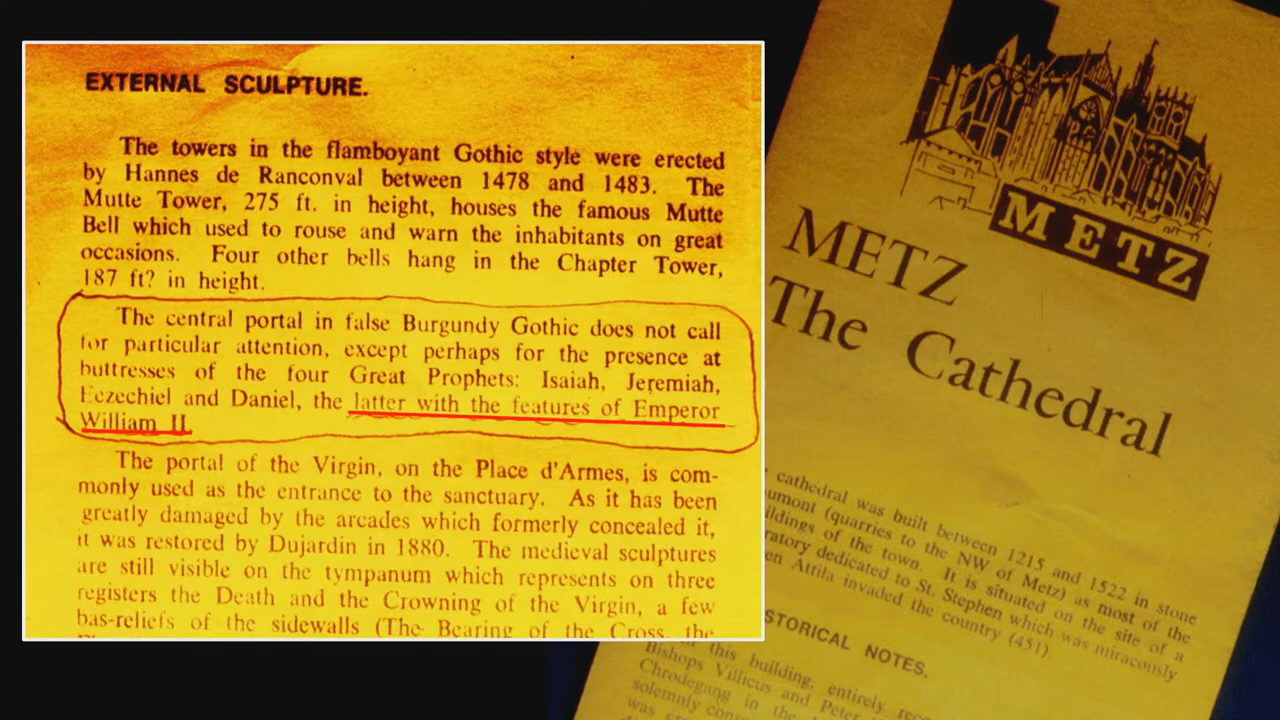 EXTERNAL SCULPTURE.
The towers in the flamboyant Gothic style were erected
by Hannes de Ranconval between 1478 and 1483. The
Mutte Tower, 275 ft. in height, houses the famous Mutte
Bell which used to rouse and warn the inhabitants on great
occasions. Four other bells hang in the Chapter Tower,
187 ft? in height.
The central portal in false Burgundy Gothic does not call
for particular attention, except perhaps for the presence at
buttresses of the four Great Prophets: Isaiah, Jeremiah,
Eezechiel and Daniel, the latter with the features of Emperor
William II.
The portal of the Virgin, on the Place d'Armes, is com-
monly used as the entrance to the sanctuary. As it has been
greatly damaged by the arcades which formerly concealed it,
it was restored by Dujardin in 1880. The medieval sculptures
are still visible on the tympanum which represents on three
registers the Death and the Crowning of the Virgin, a few
bas-reliefs of the sidewalls (The Bearing of the Cross, the
METZ
METZ
The Cathedral
cathedral was built between 1215 and 1522 in stone
umont (quarries to the NW of Metz) as most of the
ildings of the town. It is situated on the site of a
ratory dedicated to St. Stephen which was miracously
en Attila invaded the country (451)
STORICAL NOTES.
this building, entirely rec
Bishops Villicus and Peter
Chrodegang in the
solemnly cons
was